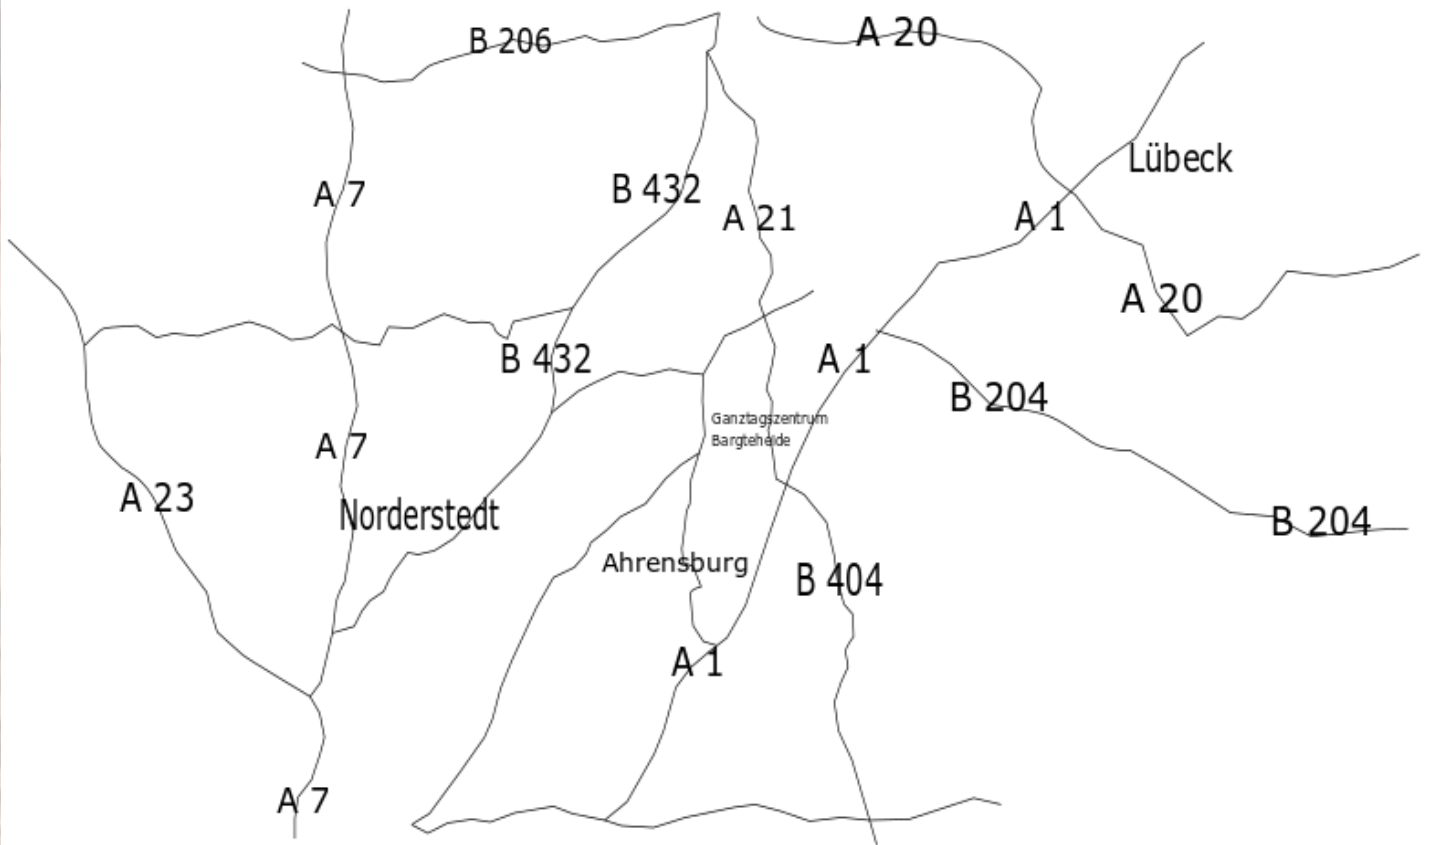 B 206
A 20
Lübeck
A 7
B 432
A 21
A 1
A 20
B 432
A 1
B 204
Ganztagszentrum
Bargteheide
A 7
A 23
Norderstedt
B 204
Ahrensburg
B 404
A 1
A 7